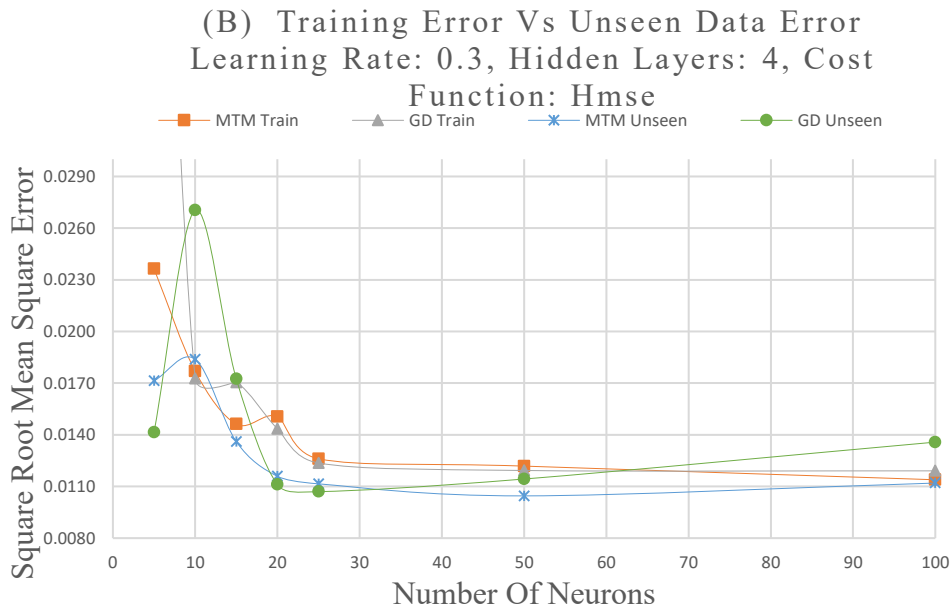 (B) Training Error Vs Unseen Data Error
Learning Rate: 0.3, Hidden Layers: 4, Cost
Function: Hmse
MTM Train GD Train MTM Unseen GD Unseen
Square Root Mean Square Error
0.0290
0.0260
0.0230
0.0200
0.0170
0.0140
0.0110
0.0080
0 10 20 30 40 50 60 70 80 90 100
Number Of Neurons